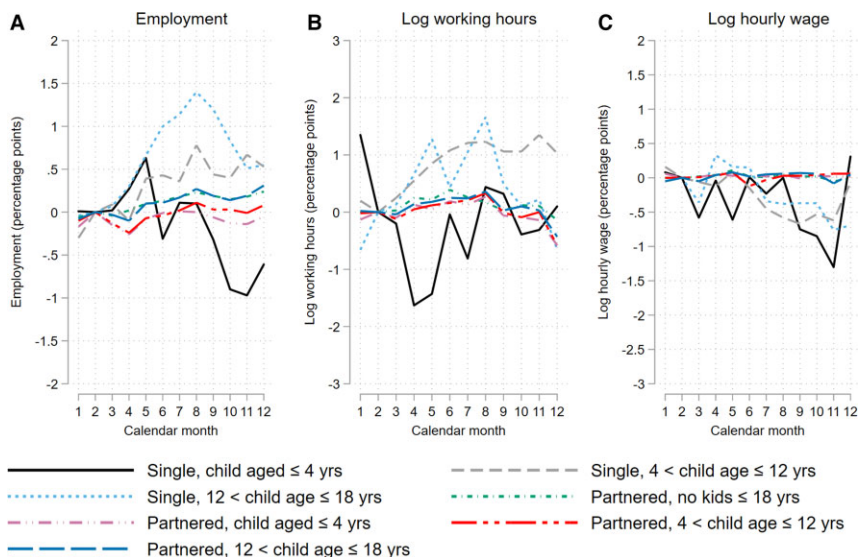 A
Employment
Employment (percentage points)
2
1.5
1
.5
0
-.5
-1
-1.5
-2
1 2 3 4 5 6 7 8 9 10 11 12
Calendar month
B
Log working hours
Log working hours (percentage points)
3
2
1
0
-1
-2
-3
1 2 3 4 5 6 7 8 9 10 11 12
Calendar month
C
Log hourly wage
Log hourly wage (percentage points)
2
1.5
1
.5
0
-.5
-1
-1.5
-2
-2.5
-3
1 2 3 4 5 6 7 8 9 10 11 12
Calendar month
Single, child aged ≤ 4 yrs
Single, 4 < child age ≤ 12 yrs
Single, 12 < child age ≤ 18 yrs
Partnered, no kids ≤ 18 yrs
Partnered, child aged ≤ 4 yrs
Partnered, 4 < child age ≤ 12 yrs
Partnered, 12 < child age ≤ 18 yrs